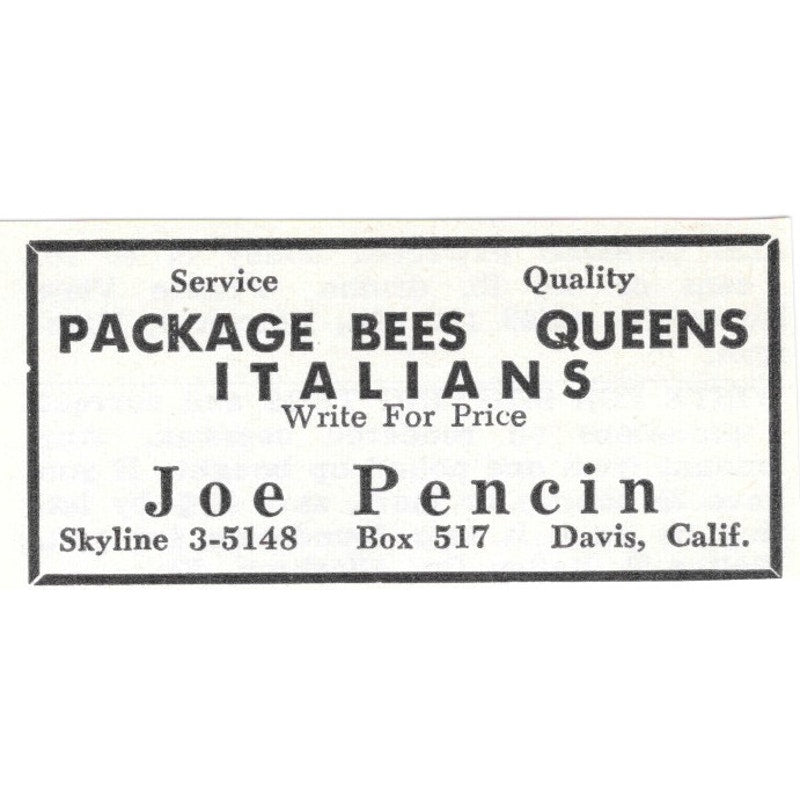 Service Quality
PACKAGE BEES QUEENS
ITALIANS
Write For Price
Joe Pencin
Skyline 3-5148 Box 517 Davis, Calif.